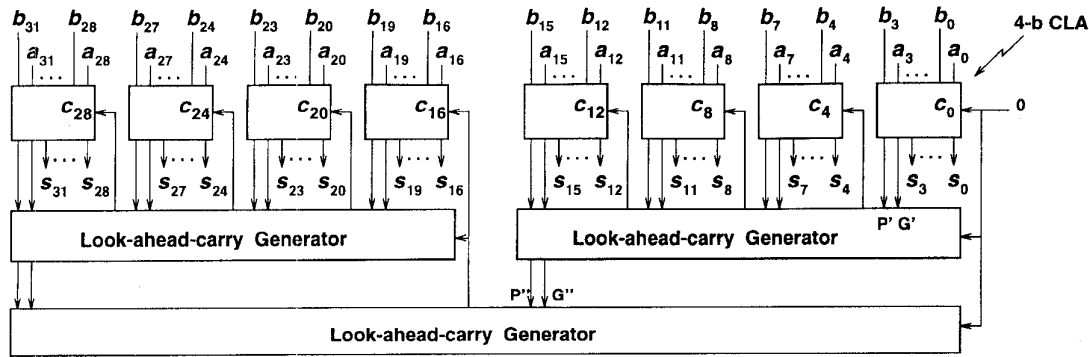 b31 b28 b27 b24 b23 b20 b19 b16 b15 b12 b11 b8 b7 b4 b3 b0 4-b CLA
a31 ... a28 a27 ... a24 a23 ... a20 a19 ... a16 a15 ... a12 a11 ... a8 a7 ... a4 a3 ... a0
c28 c24 c20 c16 c12 c8 c4 c0 0
... ... ... ... ... ... ... ...
s31 s28 s27 s24 s23 s20 s19 s16 s15 s12 s11 s8 s7 s4 s3 s0
P' G'
Look-ahead-carry Generator Look-ahead-carry Generator
P'' G''
Look-ahead-carry Generator